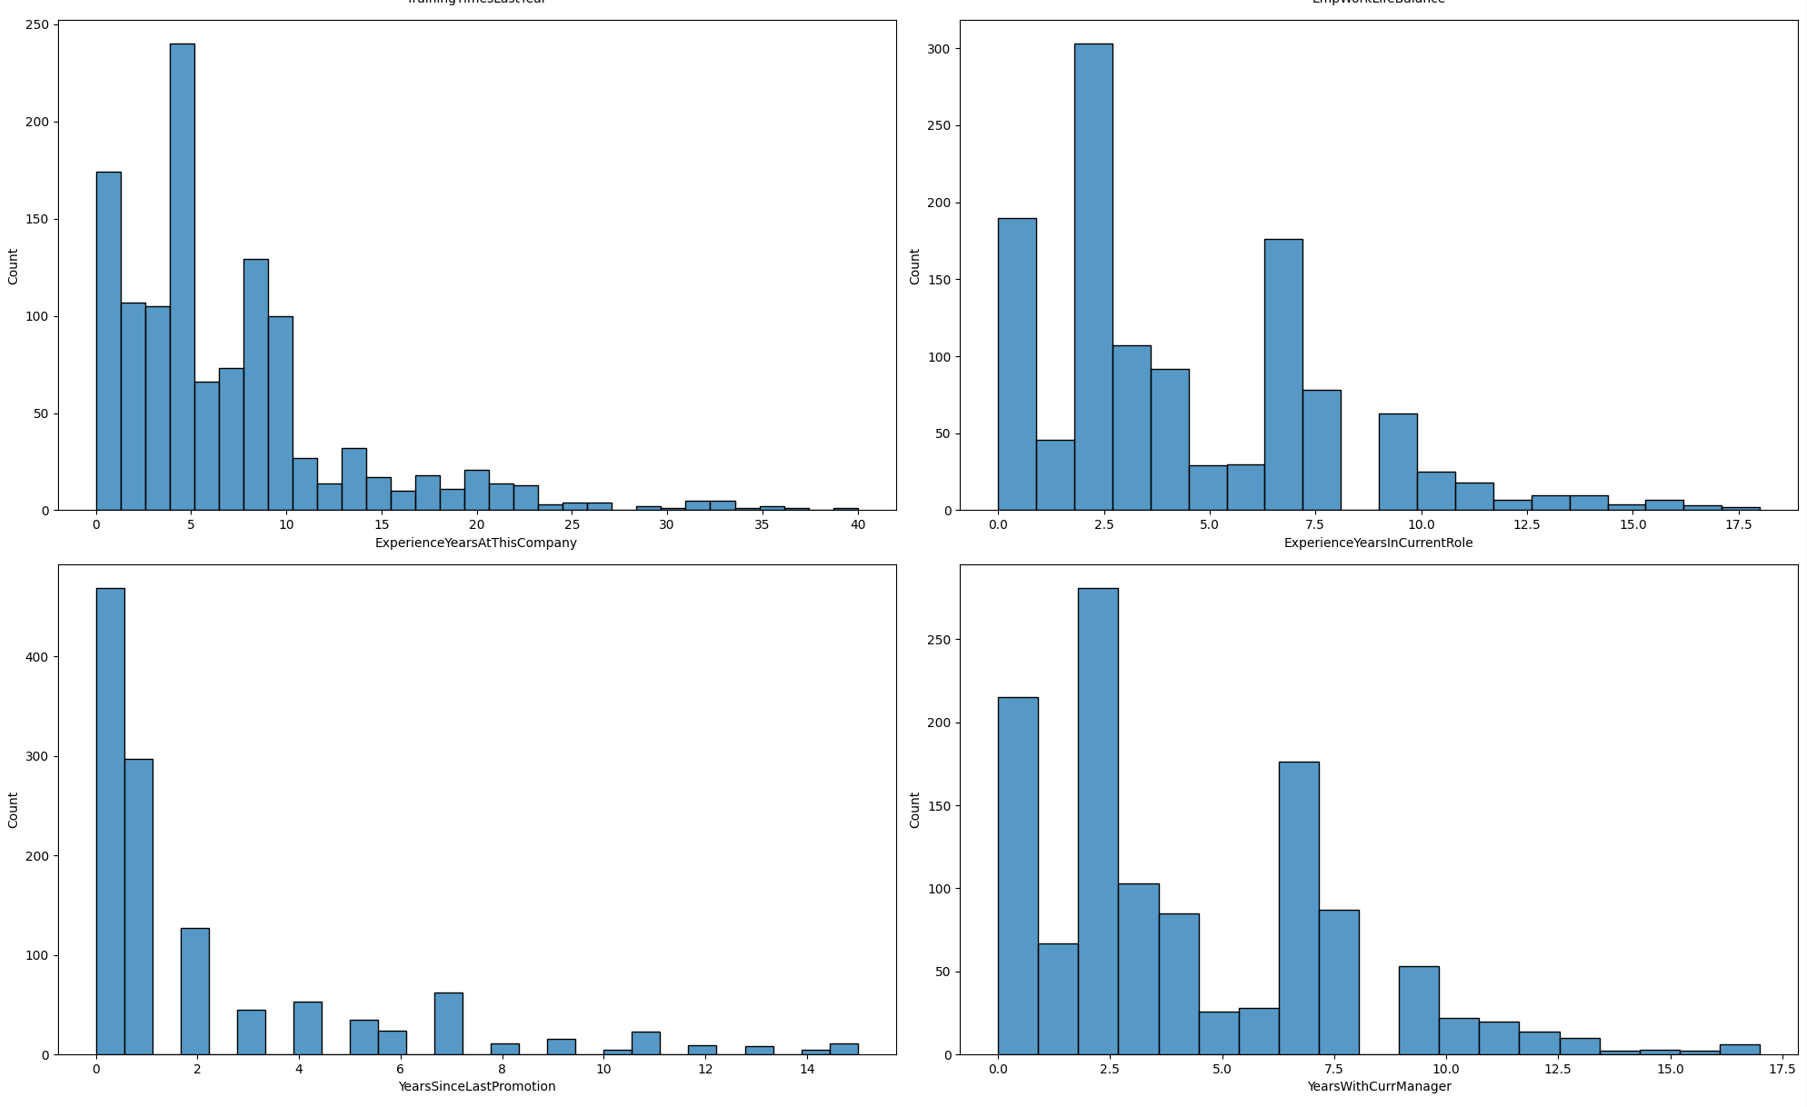 TrainingTimesLastYear
EmpWorkLifeBalance
250
200
150
100
50
0
Count
0 5 10 15 20 25 30 35 40
ExperienceYearsAtThisCompany
300
250
200
150
100
50
0
Count
0.0 2.5 5.0 7.5 10.0 12.5 15.0 17.5
ExperienceYearsInCurrentRole
400
300
200
100
0
Count
0 2 4 6 8 10 12 14
YearsSinceLastPromotion
250
200
150
100
50
0
Count
0.0 2.5 5.0 7.5 10.0 12.5 15.0 17.5
YearsWithCurrManager